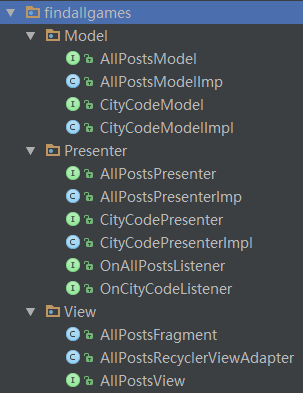 findallgames
Model
I AllPostsModel
C AllPostsModelImp
I CityCodeModel
C CityCodeModelImpl
Presenter
I AllPostsPresenter
C AllPostsPresenterImp
I CityCodePresenter
C CityCodePresenterImpl
I OnAllPostsListener
I OnCityCodeListener
View
C AllPostsFragment
C AllPostsRecyclerViewAdapter
I AllPostsView